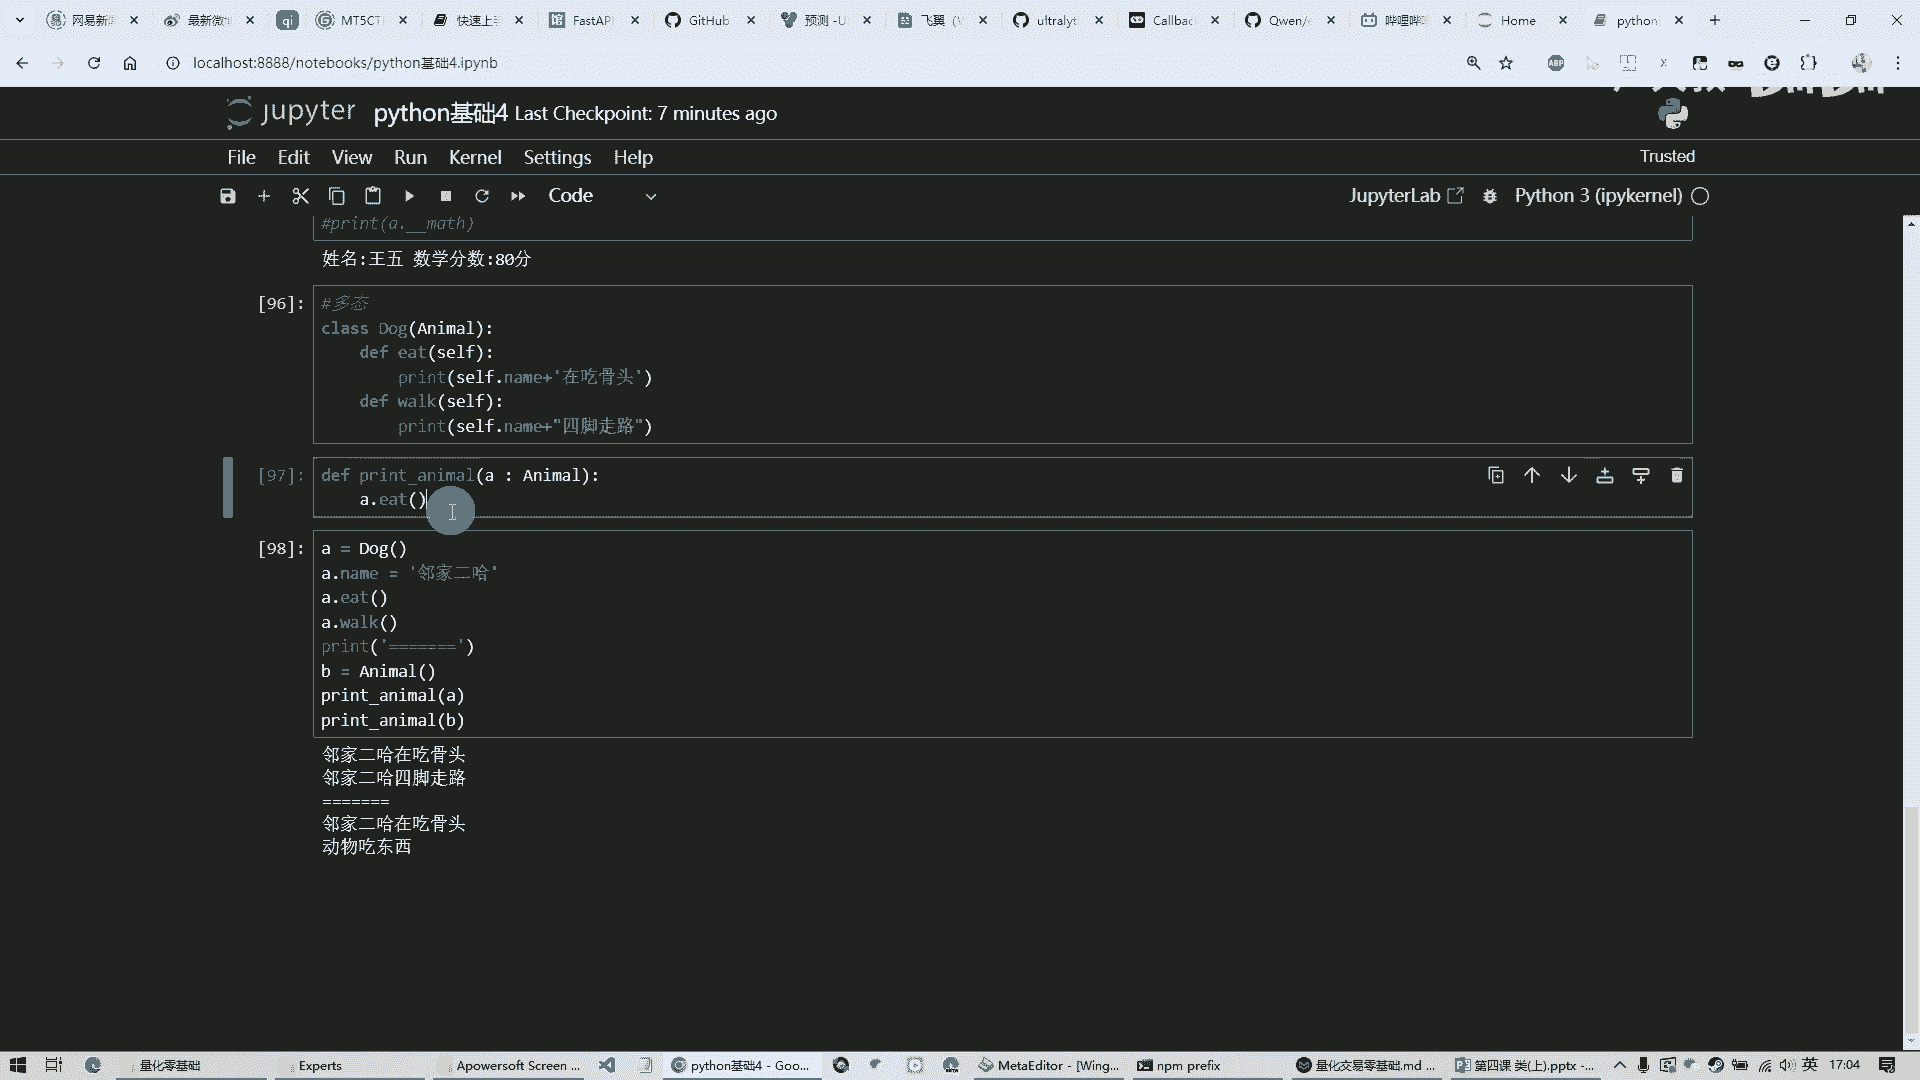 网易新 最新微 qi MT5CT 快速上 FastAPI GitHub 预测 -U 飞翼 ultralyt Callbac Qwen/ 哔哩哔 Home python
localhost:8888/notebooks/python基础4.ipynb
ABP
jupyter python基础4 Last Checkpoint: 7 minutes ago
File Edit View Run Kernel Settings Help
Trusted
Code
JupyterLab Python 3 (ipykernel)
#print(a.__math)
姓名:王五 数学分数:80分
[96]: #多态
class Dog(Animal):
def eat(self):
print(self.name+'在吃骨头')
def walk(self):
print(self.name+"四脚走路")
[97]: def print_animal(a : Animal):
a.eat()
[98]: a = Dog()
a.name = '邻家二哈'
a.eat()
a.walk()
print('=======')
b = Animal()
print_animal(a)
print_animal(b)
邻家二哈在吃骨头
邻家二哈四脚走路
=======
邻家二哈在吃骨头
动物吃东西
量化零基础 Experts Apowersoft Screen ... python基础4 - Goo... MetaEditor - [Wing... npm prefix 量化交易零基础.md ... 第四课 类(上).pptx -... 英 17:04